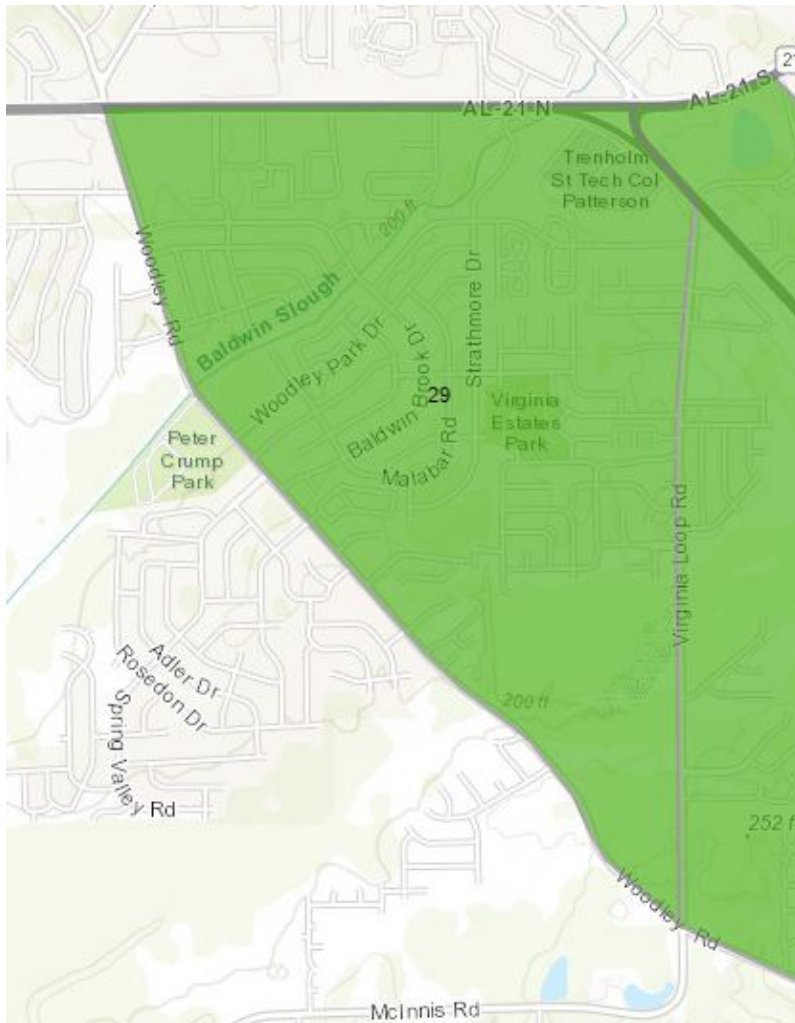 21
AL-21 N
AL-21 S
Trenholm
St Tech Col
Patterson
200 ft
Woodley Rd
Baldwin Slough
Strathmore Dr
Woodley Park Dr
Baldwin Brook Dr
29
Virginia
Estates
Park
Malabar Rd
Peter
Crump
Park
Virginia Loop Rd
Adler Dr
Rosedon Dr
200 ft
Spring Valley Rd
252 f
Woodley Rd
McInnis Rd